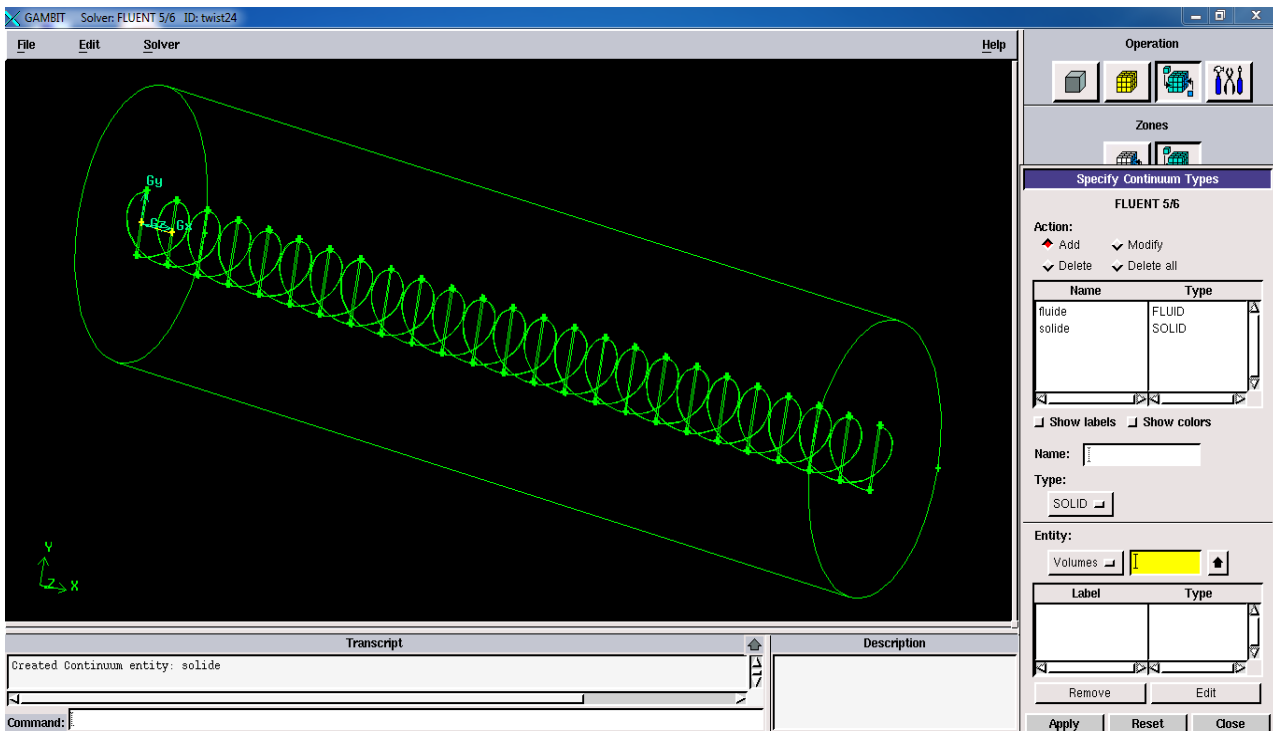 GAMBIT Solver: FLUENT 5/6 ID: twist24
File Edit Solver Help
Gy
Gz Gx
Y
Z X
Transcript
Created Continuum entity: solide
Command:
Description
Operation
Zones
Specify Continuum Types
FLUENT 5/6
Action:
Add Modify
Delete Delete all
Name Type
fluide FLUID
solide SOLID
Show labels Show colors
Name:
Type:
SOLID
Entity:
Volumes
Label Type
Remove Edit
Apply Reset Close